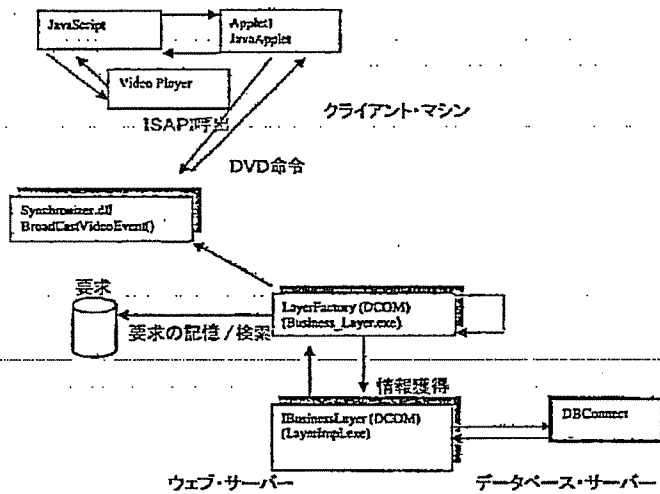 JavaScript
Applet1
JavaApplet
Video Player
ISAP呼出
クライアント・マシン
DVD命令
Synchronizer.dll
BroadCastVideoEvent()
要求
LayerFactory (DCOM)
(Business_Layer.exe)
要求の記憶/検索
情報獲得
IBusinessLayer (DCOM)
(LayerImpl.exe)
DBConnect
ウェブ・サーバー
データベース・サーバー